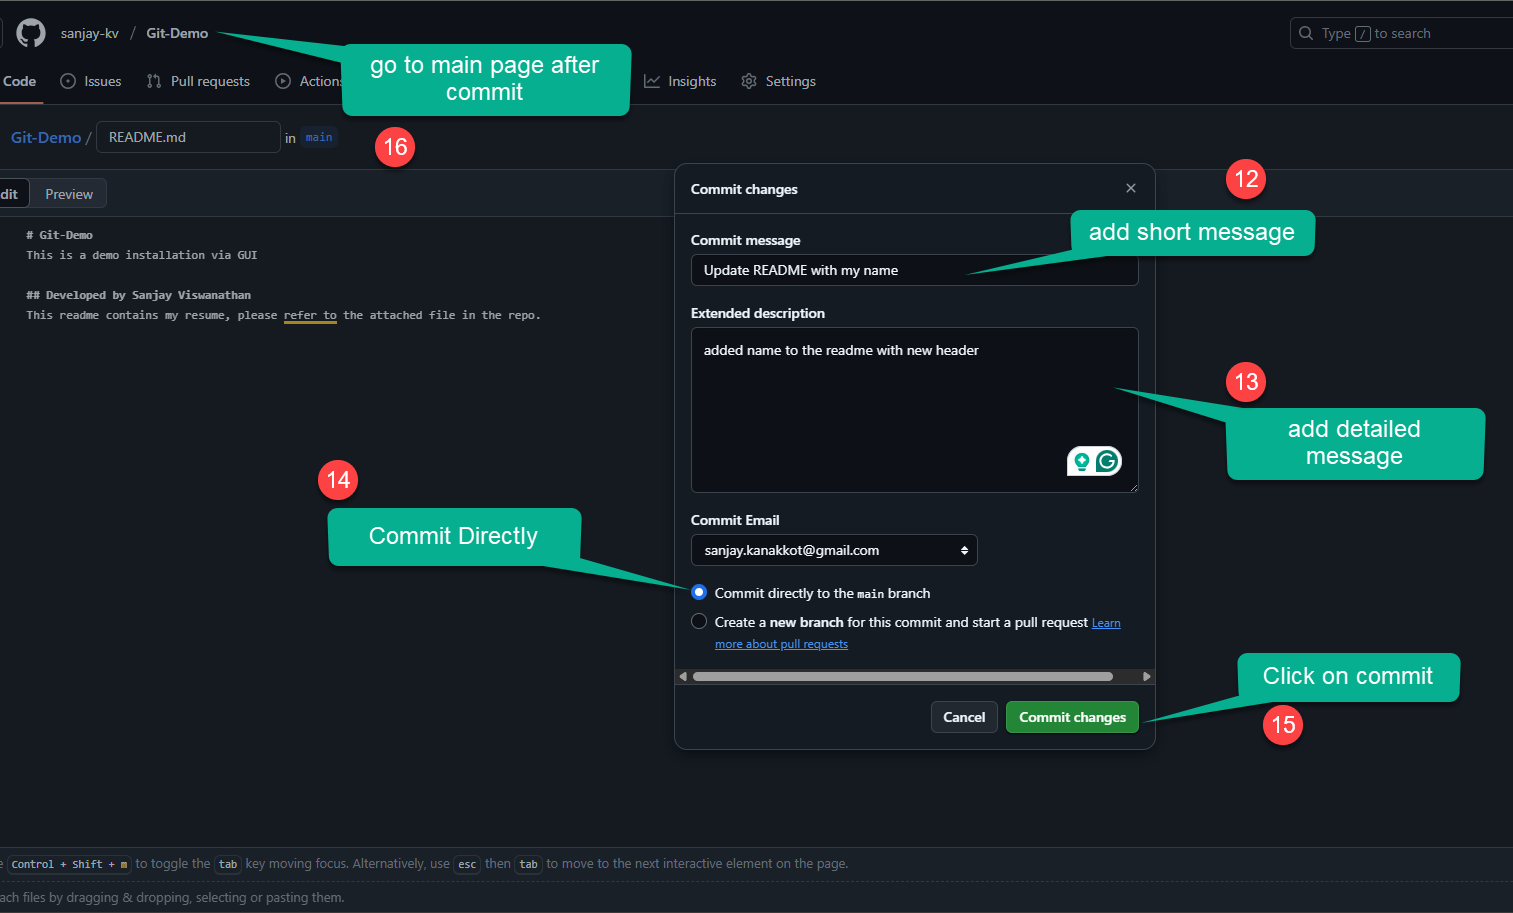 sanjay-kv / Git-Demo
Type / to search
go to main page after
commit
Code Issues Pull requests Actions Insights Settings
Git-Demo / README.md in main
16
12
dit Preview
Commit changes
add short message
# Git-Demo
This is a demo installation via GUI
## Developed by Sanjay Viswanathan
This readme contains my resume, please refer to the attached file in the repo.
Commit message
Update README with my name
Extended description
added name to the readme with new header
13
add detailed
message
14
Commit Directly
Commit Email
sanjay.kanakkot@gmail.com
Commit directly to the main branch
Create a new branch for this commit and start a pull request Learn
more about pull requests
Click on commit
15
Cancel Commit changes
e Control + Shift + m to toggle the tab key moving focus. Alternatively, use esc then tab to move to the next interactive element on the page.
ach files by dragging & dropping, selecting or pasting them.